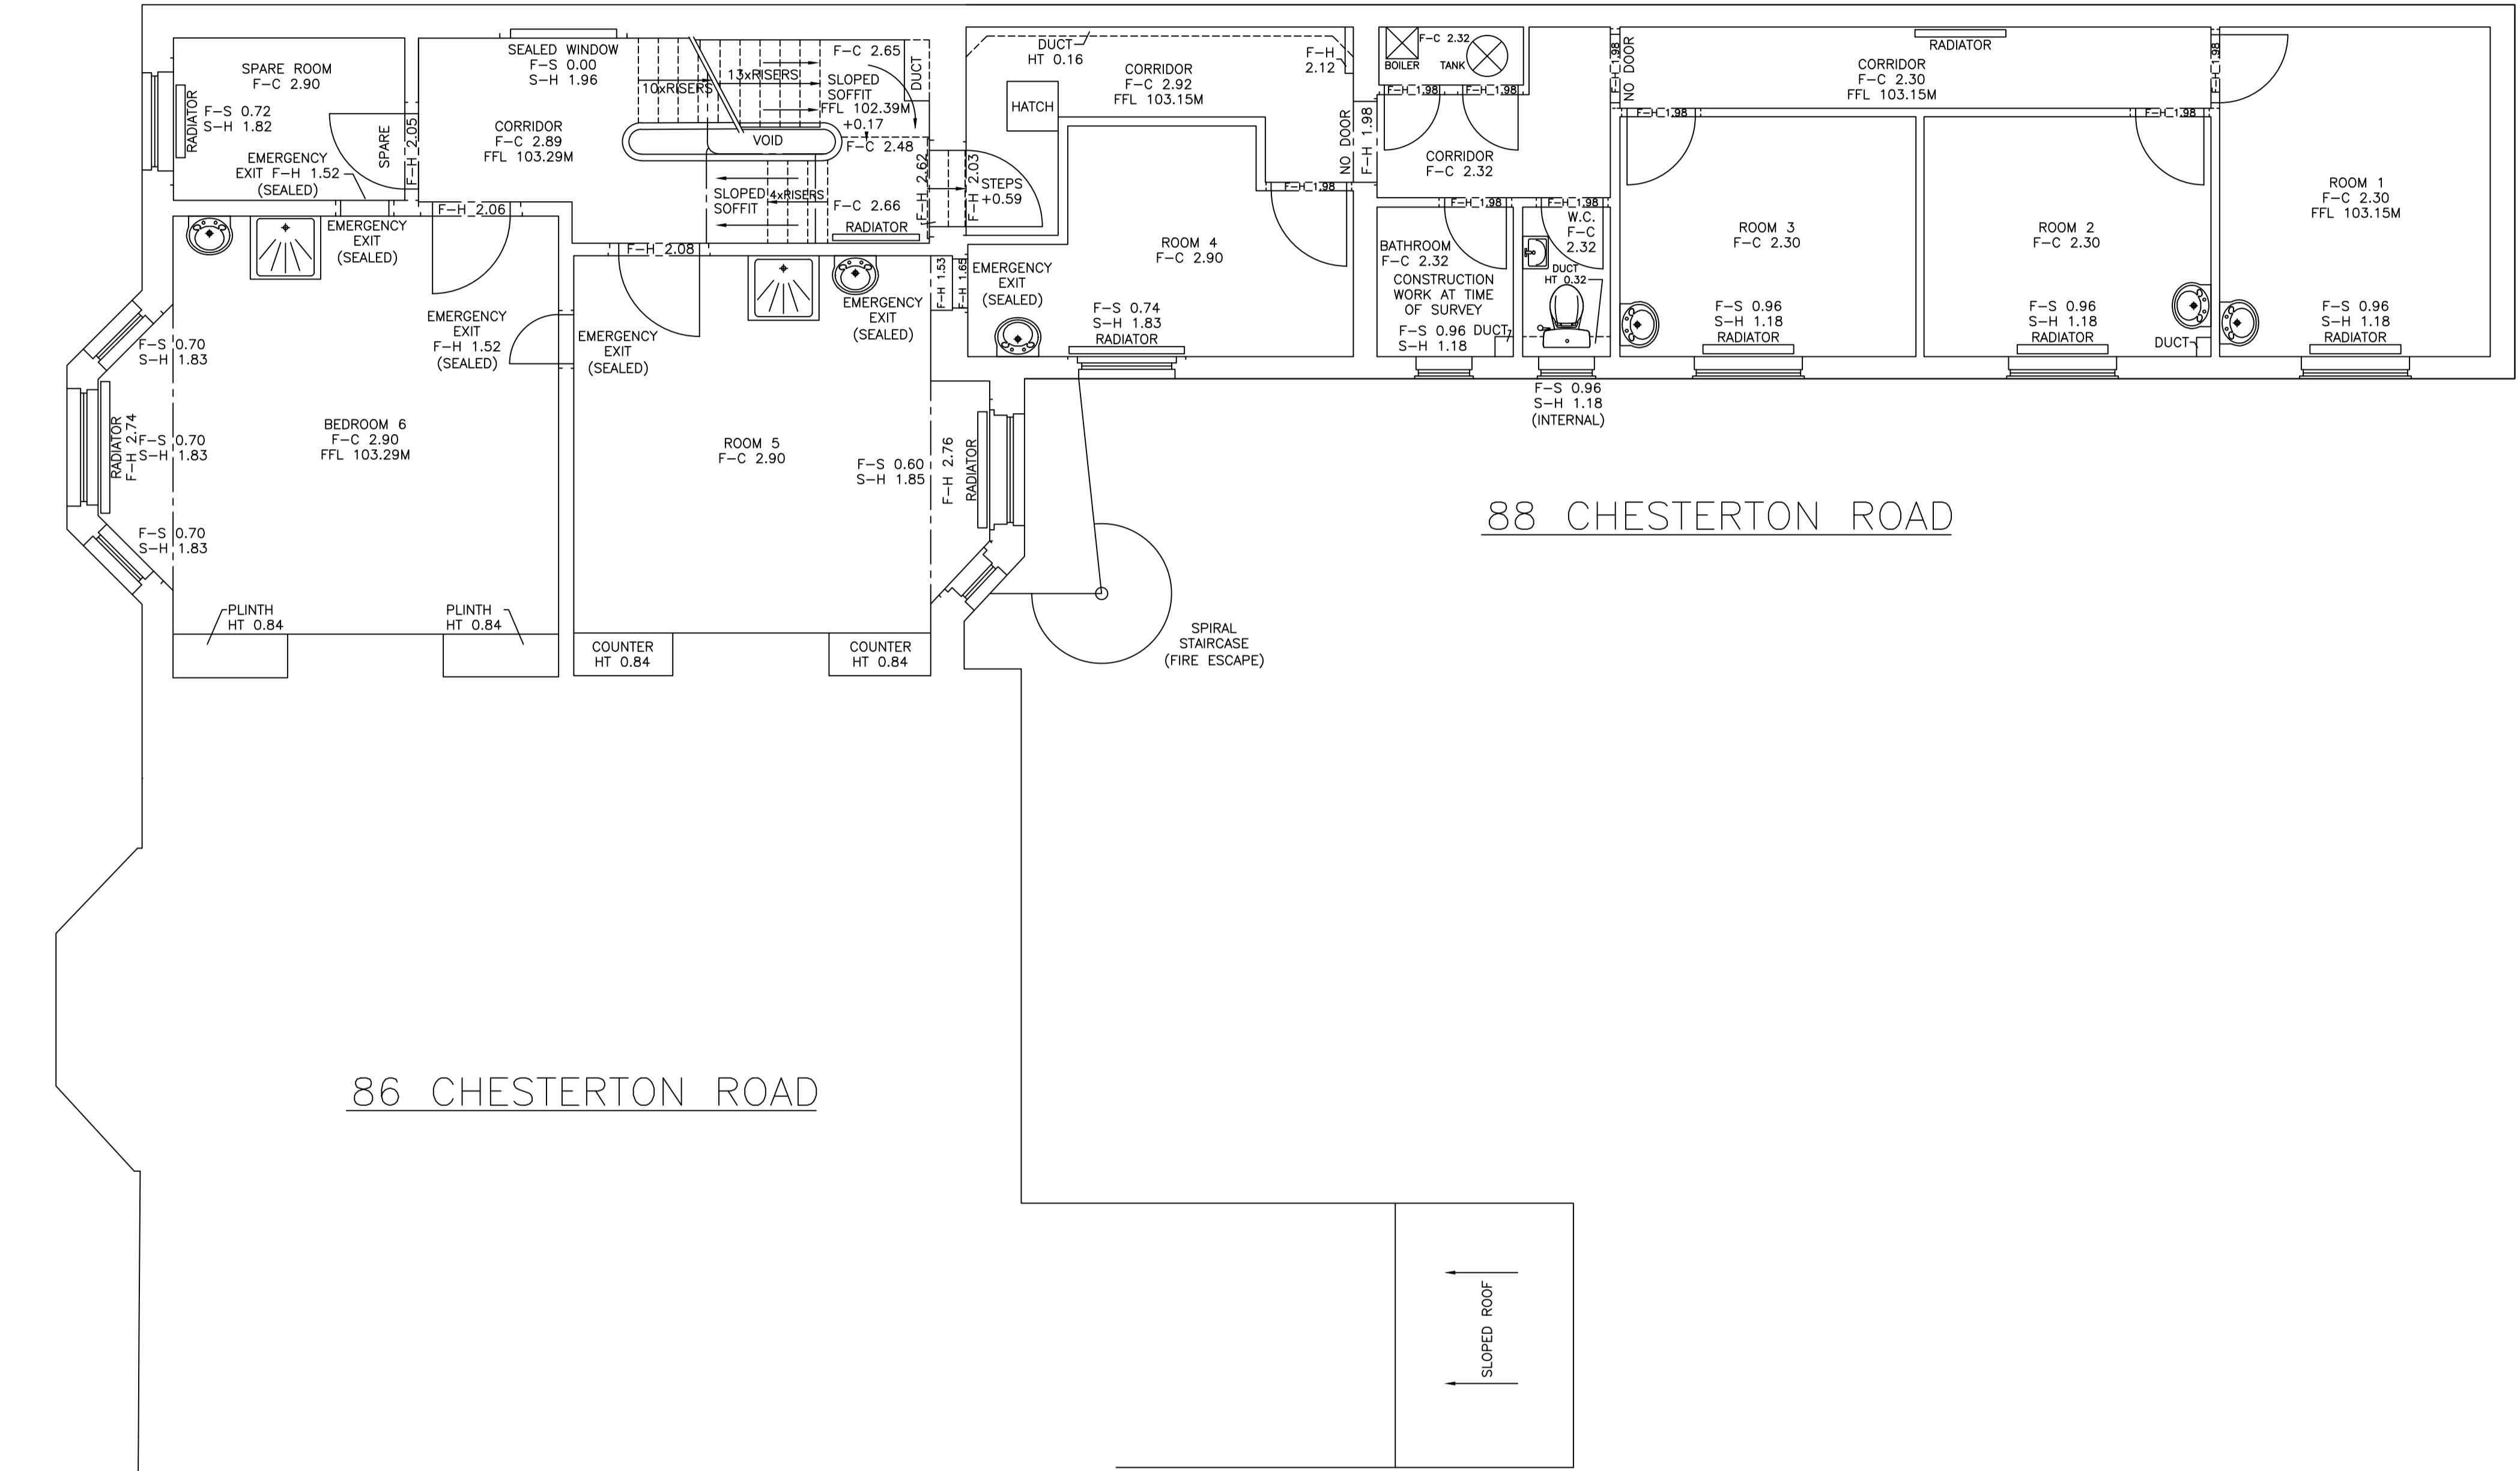 SPARE ROOM
F-C 2.90
F-S 0.72
S-H 1.82
RADIATOR
EMERGENCY
EXIT F-H 1.52
(SEALED)
SPARE
F-H 2.05
SEALED WINDOW
F-S 0.00
S-H 1.96
CORRIDOR
F-C 2.89
FFL 103.29M
10xRISERS
13xRISERS
F-C 2.65
DUCT
SLOPED
SOFFIT
FFL 102.39M
+0.17
VOID
F-C 2.48
SLOPED
SOFFIT
4xRISERS
F-C 2.66
RADIATOR
F-H 2.62
F-H 2.03
STEPS
+0.59
DUCT
HT 0.16
HATCH
CORRIDOR
F-C 2.92
FFL 103.15M
F-H
2.12
NO DOOR
F-H 1.98
F-C 2.32
BOILER
TANK
F-H 1.98
F-H 1.98
CORRIDOR
F-C 2.32
F-H 1.98
NO DOOR
RADIATOR
CORRIDOR
F-C 2.30
FFL 103.15M
F-H 1.98
F-H 1.98
F-H 1.98
ROOM 1
F-C 2.30
FFL 103.15M
F-S 0.96
S-H 1.18
RADIATOR
ROOM 2
F-C 2.30
F-S 0.96
S-H 1.18
RADIATOR
DUCT
ROOM 3
F-C 2.30
F-S 0.96
S-H 1.18
RADIATOR
F-H 1.98
W.C.
F-C
2.32
DUCT
HT 0.32
F-S 0.96
S-H 1.18
(INTERNAL)
F-H 1.98
BATHROOM
F-C 2.32
CONSTRUCTION
WORK AT TIME
OF SURVEY
F-S 0.96
S-H 1.18
DUCT
F-H 1.98
ROOM 4
F-C 2.90
F-S 0.74
S-H 1.83
RADIATOR
EMERGENCY
EXIT
(SEALED)
F-H 1.53
F-H 1.65
F-H 2.06
EMERGENCY
EXIT
(SEALED)
F-H 2.08
EMERGENCY
EXIT
(SEALED)
EMERGENCY
EXIT
F-H 1.52
(SEALED)
EMERGENCY
EXIT
(SEALED)
F-S 0.70
S-H 1.83
RADIATOR
F-H 2.74
F-S 0.70
S-H 1.83
F-S 0.70
S-H 1.83
BEDROOM 6
F-C 2.90
FFL 103.29M
ROOM 5
F-C 2.90
F-S 0.60
S-H 1.85
F-H 2.76
RADIATOR
88 CHESTERTON ROAD
PLINTH
HT 0.84
PLINTH
HT 0.84
COUNTER
HT 0.84
COUNTER
HT 0.84
SPIRAL
STAIRCASE
(FIRE ESCAPE)
86 CHESTERTON ROAD
SLOPED ROOF